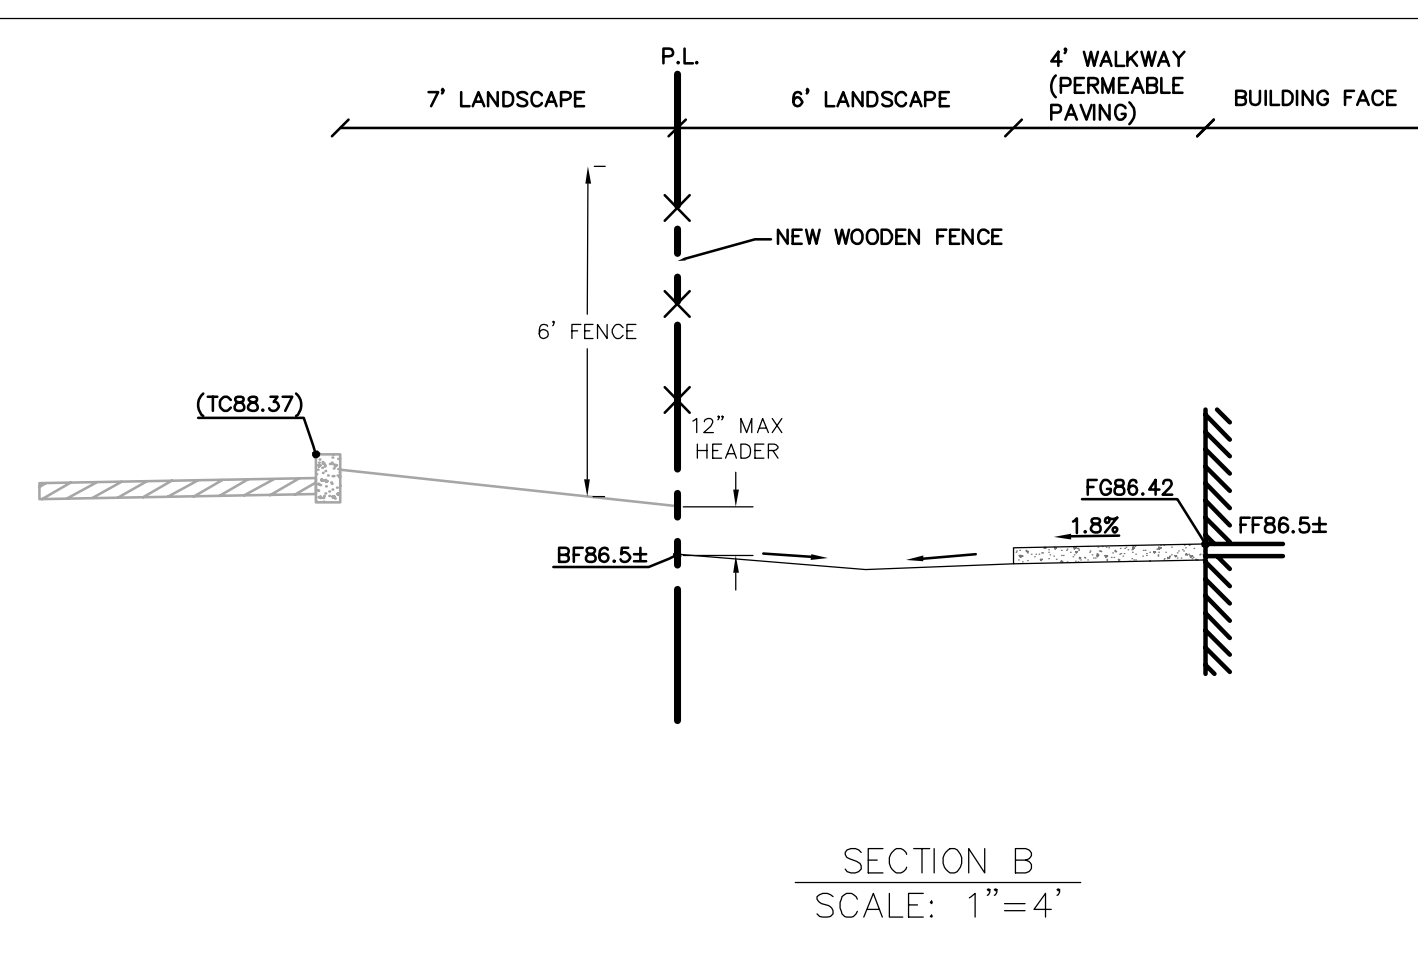 P.L.
7' LANDSCAPE
6' LANDSCAPE
4' WALKWAY
(PERMEABLE
PAVING)
BUILDING FACE
NEW WOODEN FENCE
6' FENCE
(TC88.37)
12" MAX
HEADER
FG86.42
1.8%
FF86.5±
BF86.5±
SECTION B
SCALE: 1"=4'